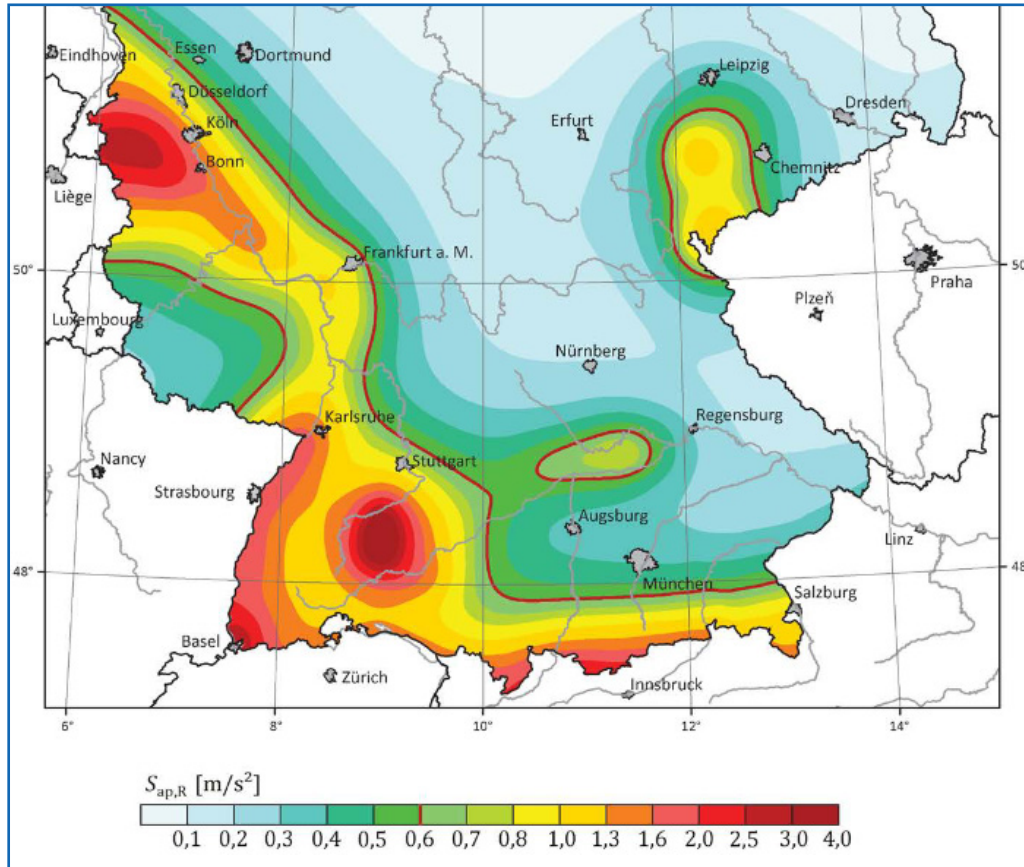 Eindhoven
Essen
Dortmund
Düsseldorf
Köln
Bonn
Liège
Leipzig
Erfurt
Dresden
Chemnitz
Frankfurt a. M.
50°
50
Praha
Plzeň
Luxembourg
Nürnberg
Karlsruhe
Regensburg
Nancy
Stuttgart
Strasbourg
Augsburg
Linz
48°
48
München
Salzburg
Basel
Zürich
Innsbruck
6° 8° 10° 12° 14°
S_ap,R [m/s²]
0,1 0,2 0,3 0,4 0,5 0,6 0,7 0,8 1,0 1,3 1,6 2,0 2,5 3,0 4,0